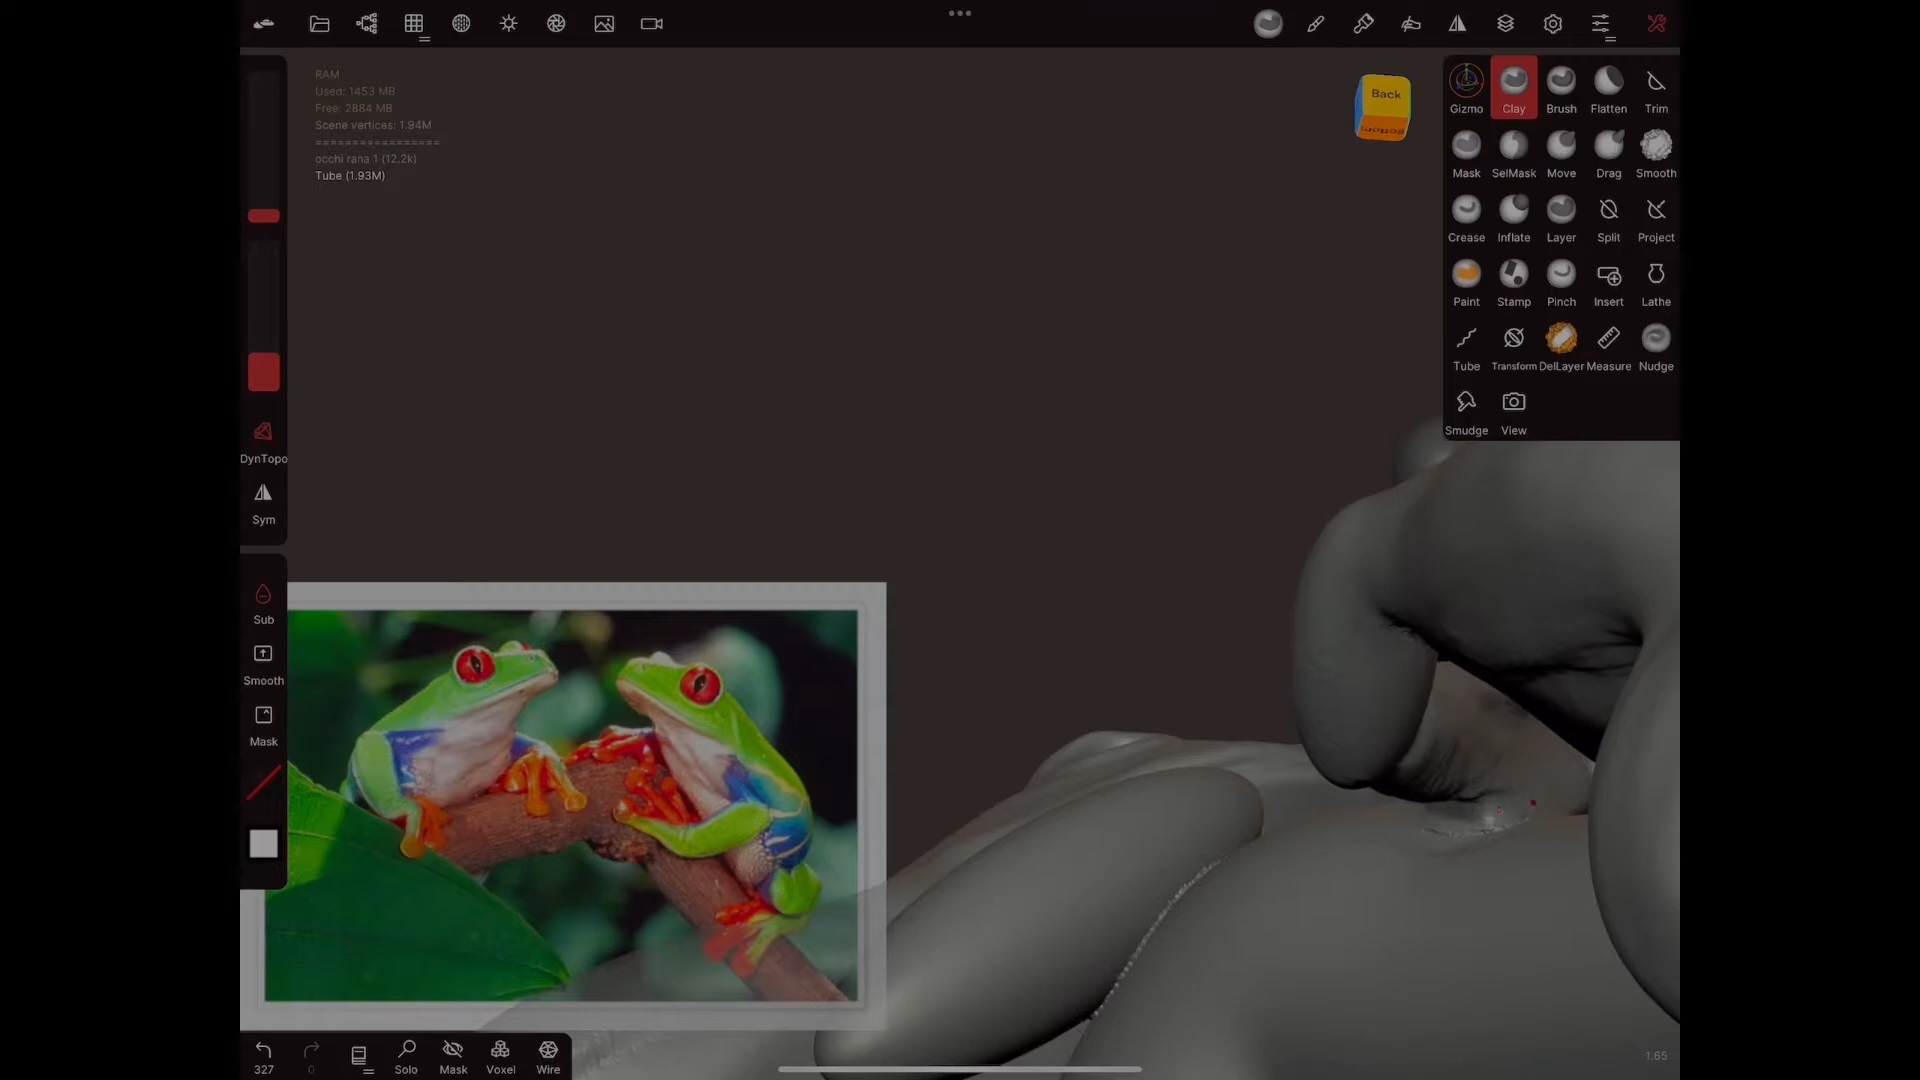 RAM
Used: 1453 MB
Free: 2884 MB
Scene vertices: 1.94M
=================
occhi rana 1 (12.2k)
Tube (1.93M)
Back
Bottom
Gizmo Clay Brush Flatten Trim
Mask SelMask Move Drag Smooth
Crease Inflate Layer Split Project
Paint Stamp Pinch Insert Lathe
Tube Transform DelLayer Measure Nudge
Smudge View
DynTopo
Sym
Sub
Smooth
Mask
327 0 Solo Mask Voxel Wire
1.65